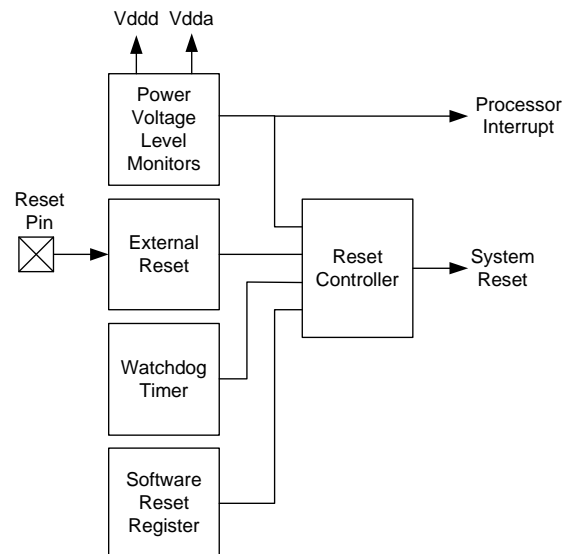 Vddd Vdda
Power
Voltage
Level
Monitors
Processor
Interrupt
Reset
Pin
External
Reset
Reset
Controller
System
Reset
Watchdog
Timer
Software
Reset
Register